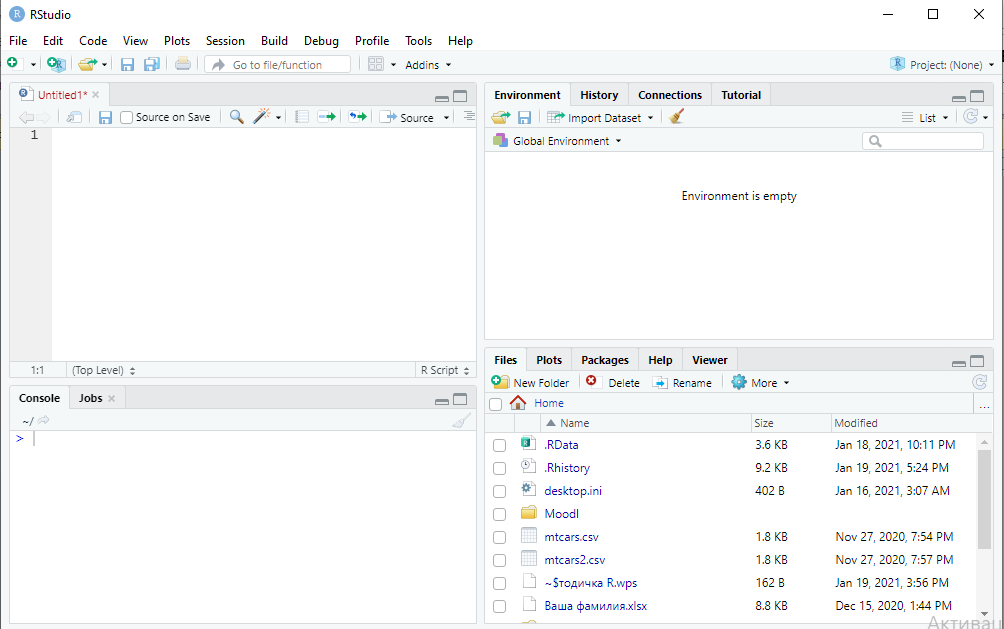 RStudio
File Edit Code View Plots Session Build Debug Profile Tools Help
Go to file/function Addins Project: (None)
Untitled1*
Source on Save Source
1
1:1 (Top Level) R Script
Console Jobs
~/
>
Environment History Connections Tutorial
Import Dataset List
Global Environment
Environment is empty
Files Plots Packages Help Viewer
New Folder Delete Rename More
Home ...
Name Size Modified
.RData 3.6 KB Jan 18, 2021, 10:11 PM
.Rhistory 9.2 KB Jan 19, 2021, 5:24 PM
desktop.ini 402 B Jan 16, 2021, 3:07 AM
Moodl
mtcars.csv 1.8 KB Nov 27, 2020, 7:54 PM
mtcars2.csv 1.8 KB Nov 27, 2020, 7:57 PM
~$тодичка R.wps 162 B Jan 19, 2021, 3:56 PM
Ваша фамилия.xlsx 8.8 KB Dec 15, 2020, 1:44 PM
Активац